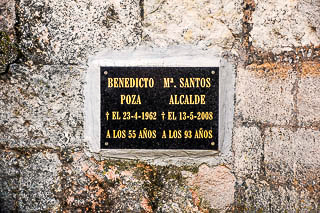 BENEDICTO Mª. SANTOS
POZA ALCALDE
† EL 23-4-1962 † EL 13-5-2008
A LOS 55 AÑOS A LOS 93 AÑOS